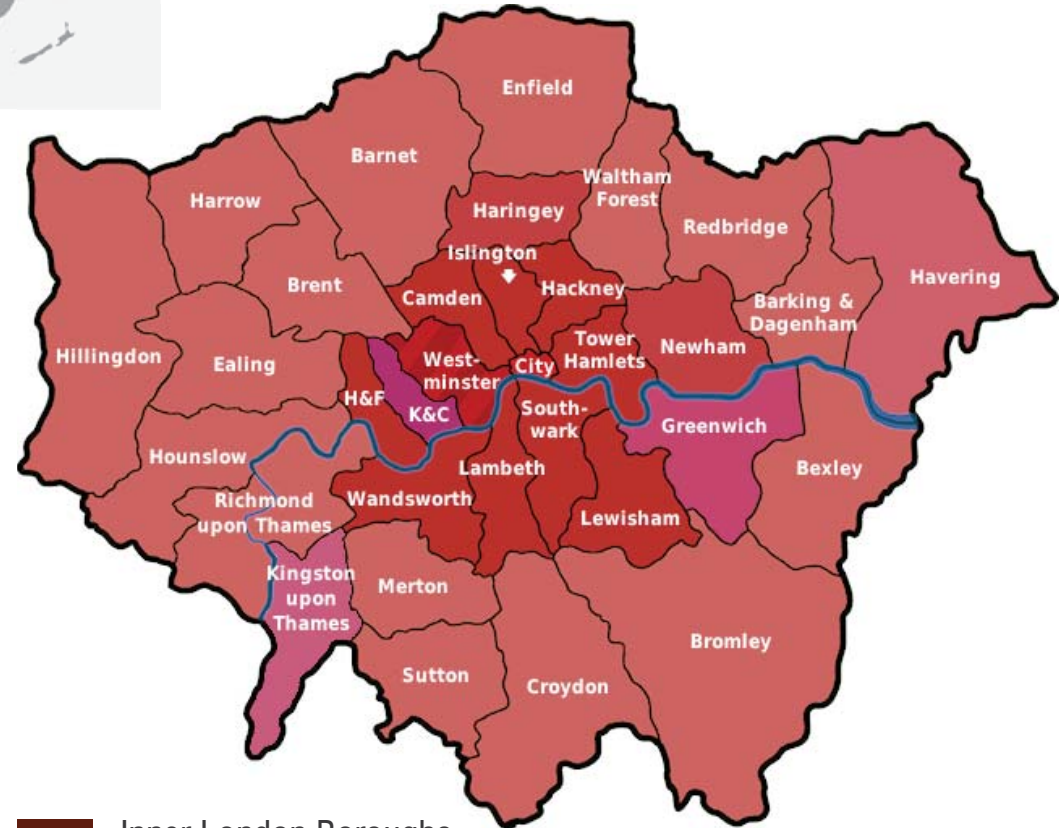 Enfield
Barnet
Waltham
Forest
Harrow
Haringey
Redbridge
Islington
Havering
Brent
Camden
Hackney
Barking &
Dagenham
Hillingdon
Ealing
West-
minster
City
Tower
Hamlets
Newham
H&F
K&C
South-
wark
Greenwich
Hounslow
Lambeth
Bexley
Richmond
upon Thames
Wandsworth
Lewisham
Kingston
upon
Thames
Merton
Bromley
Sutton
Croydon
Inner London Boroughs